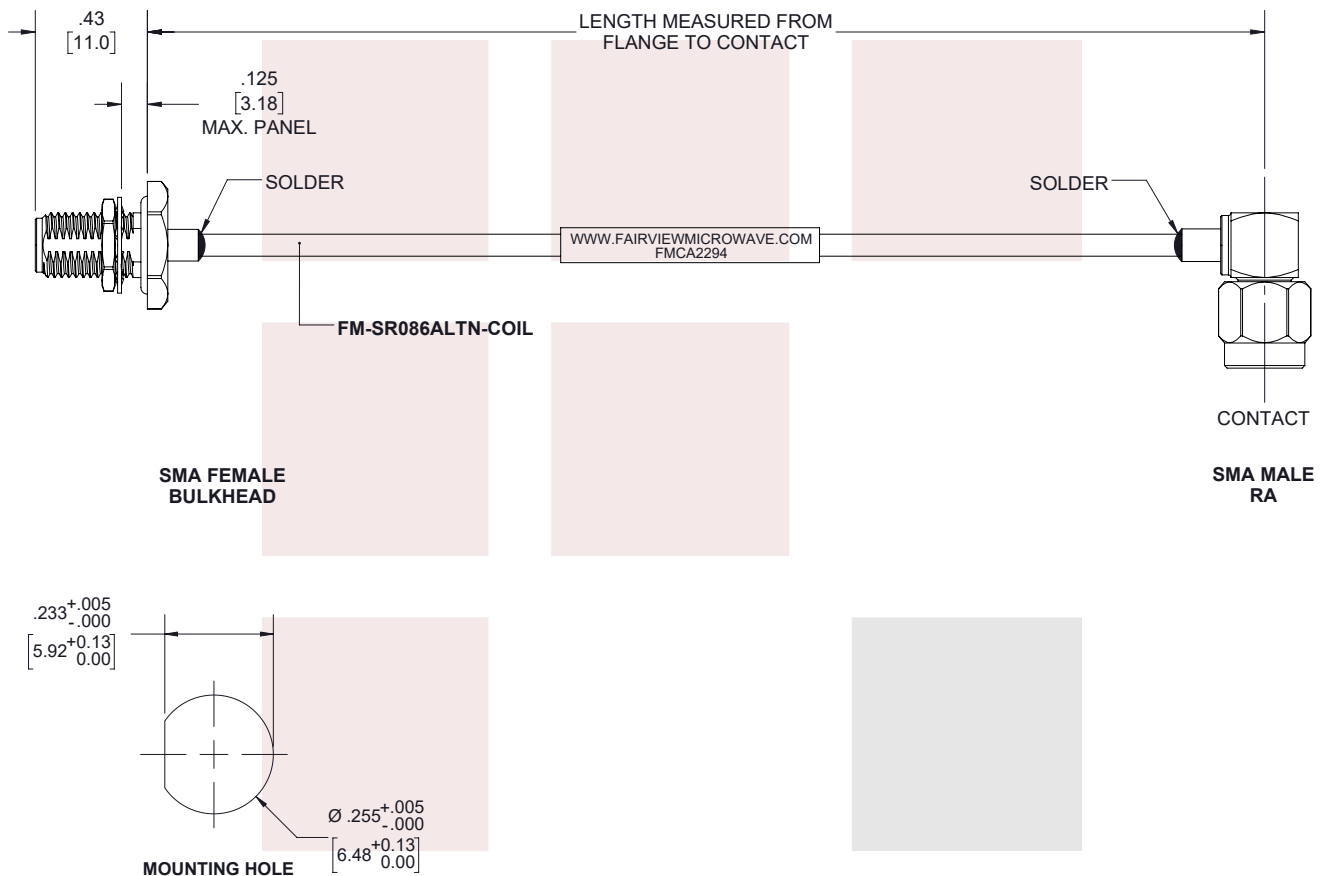 .43
[11.0]
LENGTH MEASURED FROM
FLANGE TO CONTACT
.125
[3.18]
MAX. PANEL
SOLDER
SOLDER
WWW.FAIRVIEWMICROWAVE.COM
FMCA2294
FM-SR086ALTN-COIL
CONTACT
SMA FEMALE
BULKHEAD
SMA MALE
RA
.233 +.005
-.000
[5.92 +0.13
0.00]
Ø .255 +.005
-.000
[6.48 +0.13
0.00]
MOUNTING HOLE